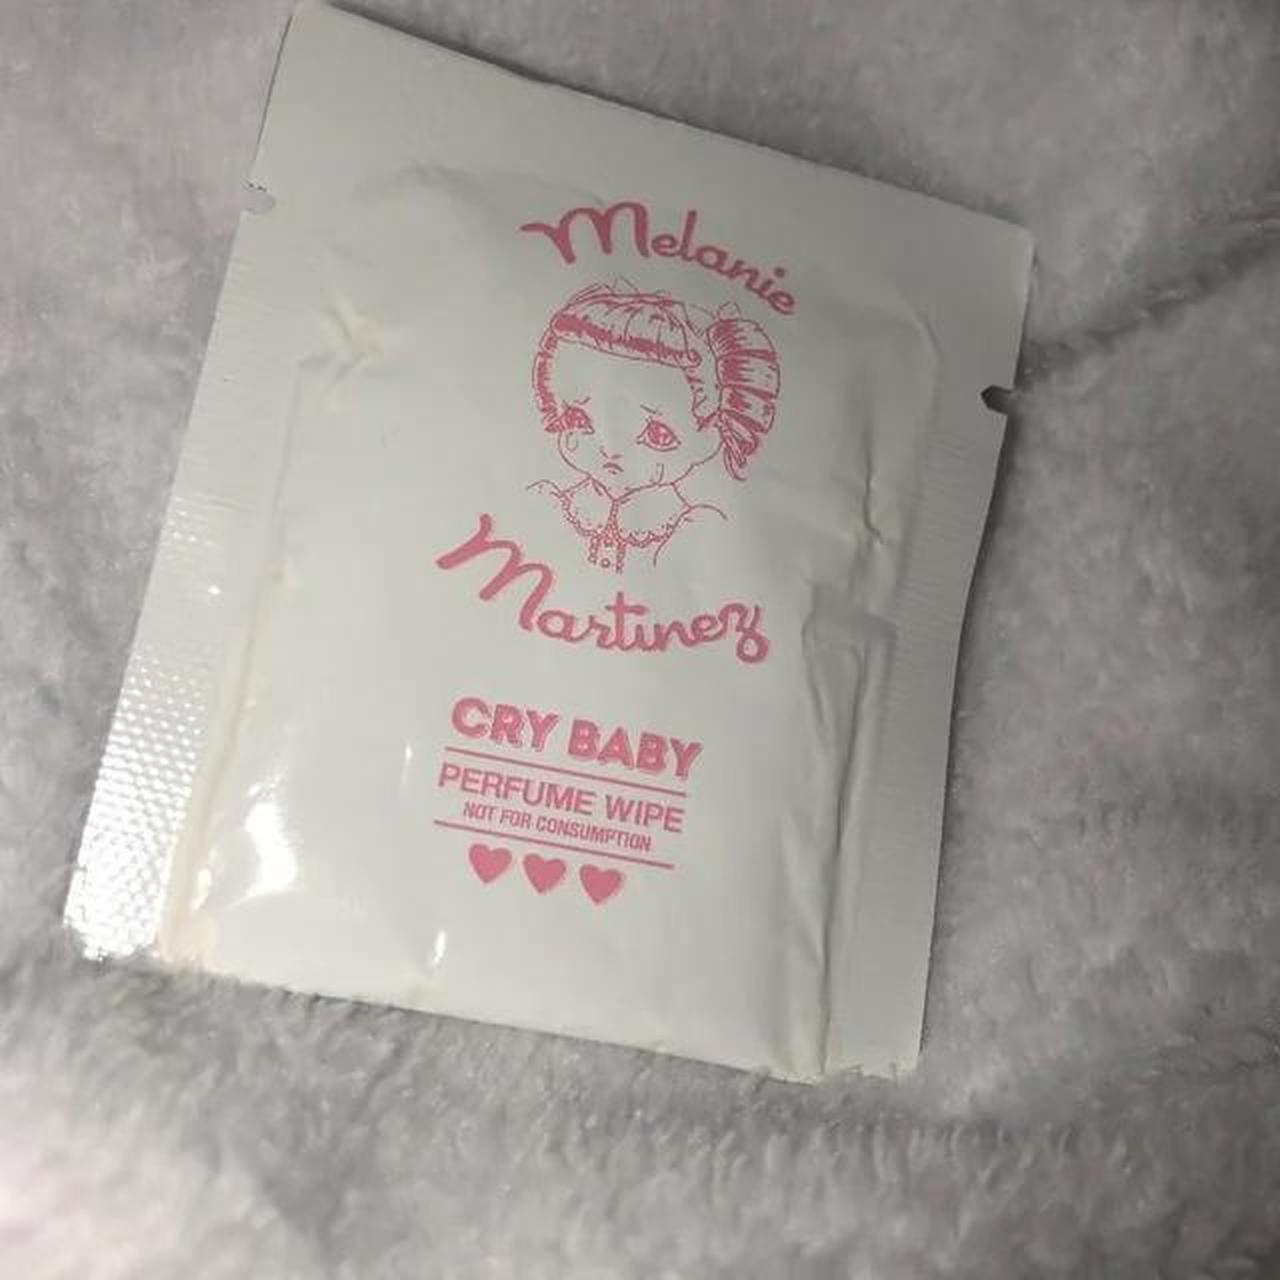 Melanie
Martinez
CRY BABY
PERFUME WIPE
NOT FOR CONSUMPTION